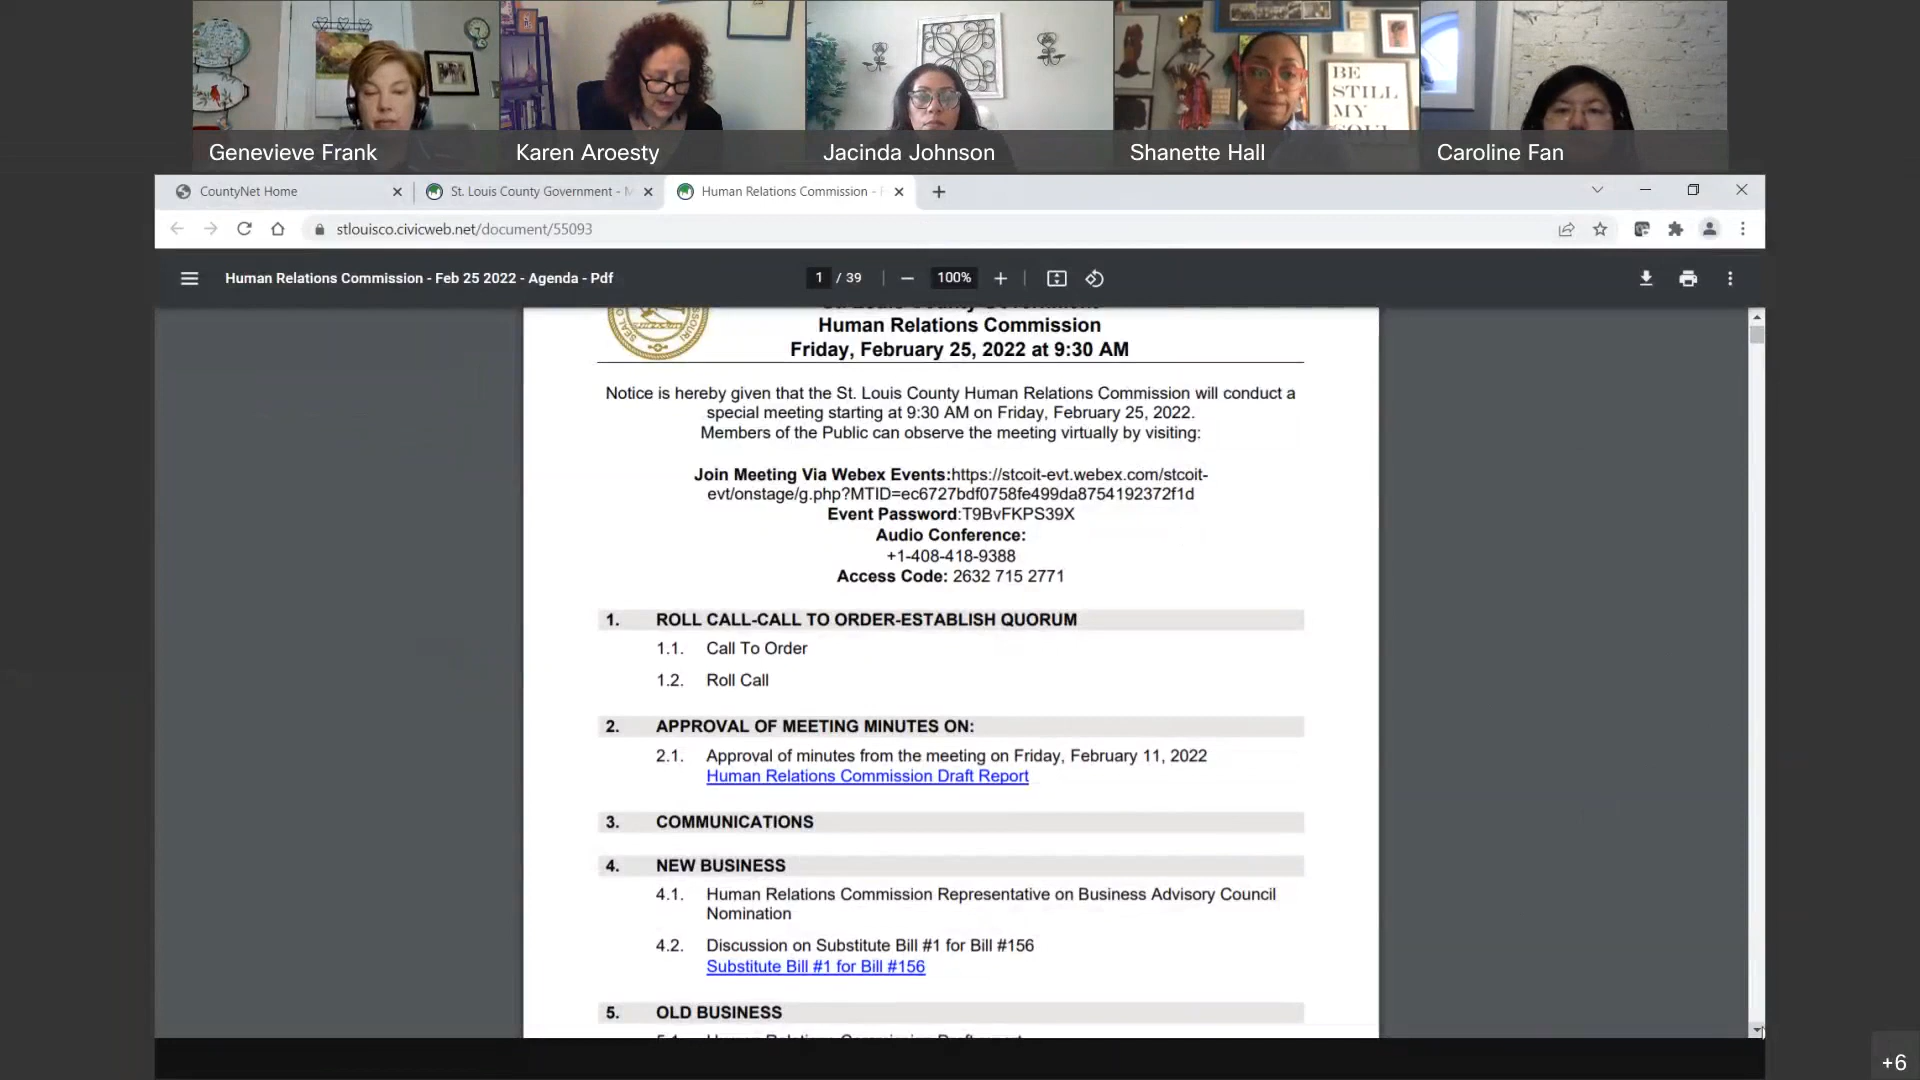 BE
STILL
MY
Genevieve Frank
Karen Aroesty
Jacinda Johnson
Shanette Hall
Caroline Fan
CountyNet Home
St. Louis County Government -
Human Relations Commission -
stlouisco.civicweb.net/document/55093
Human Relations Commission - Feb 25 2022 - Agenda - Pdf
1 / 39
100%
Human Relations Commission
Friday, February 25, 2022 at 9:30 AM
Notice is hereby given that the St. Louis County Human Relations Commission will conduct a
special meeting starting at 9:30 AM on Friday, February 25, 2022.
Members of the Public can observe the meeting virtually by visiting:
Join Meeting Via Webex Events:https://stcoit-evt.webex.com/stcoit-
evt/onstage/g.php?MTID=ec6727bdf0758fe499da8754192372f1d
Event Password:T9BvFKPS39X
Audio Conference:
+1-408-418-9388
Access Code: 2632 715 2771
1. ROLL CALL-CALL TO ORDER-ESTABLISH QUORUM
1.1. Call To Order
1.2. Roll Call
2. APPROVAL OF MEETING MINUTES ON:
2.1. Approval of minutes from the meeting on Friday, February 11, 2022
Human Relations Commission Draft Report
3. COMMUNICATIONS
4. NEW BUSINESS
4.1. Human Relations Commission Representative on Business Advisory Council
Nomination
4.2. Discussion on Substitute Bill #1 for Bill #156
Substitute Bill #1 for Bill #156
5. OLD BUSINESS
+6